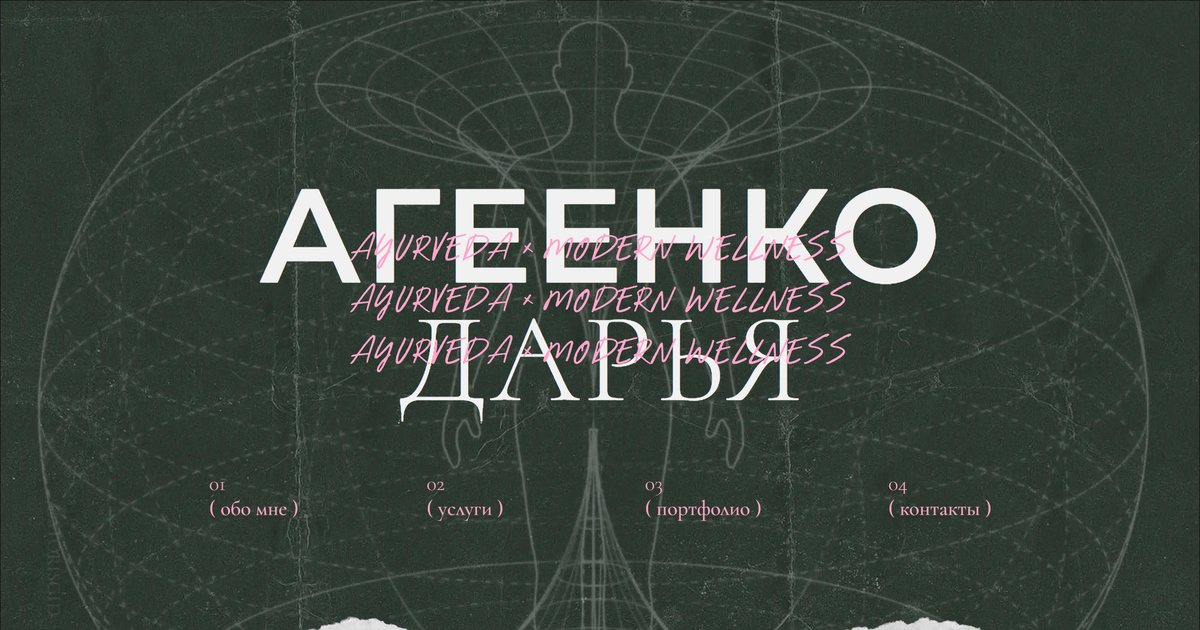 АГЕЕНКО
AYURVEDA × MODERN WELLNESS
AYURVEDA × MODERN WELLNESS
ДАРЬЯ
AYURVEDA × MODERN WELLNESS
01
( обо мне )
02
( услуги )
03
( портфолио )
04
( контакты )